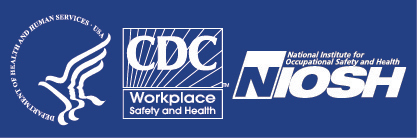 DEPARTMENT OF HEALTH AND HUMAN SERVICES · USA
CDC
TM
Workplace
Safety and Health
National Institute for
Occupational Safety and Health
NIOSH